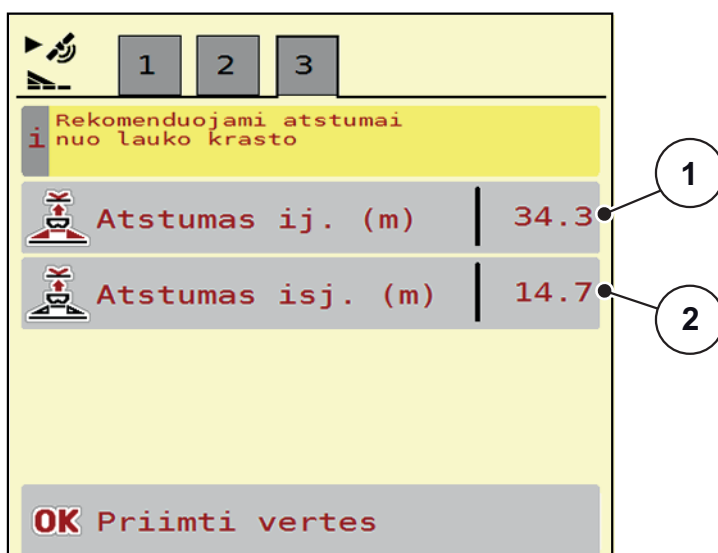 1 2 3
i Rekomenduojami atstumai
nuo lauko krasto
Atstumas ij. (m) 34.3
1
Atstumas isj. (m) 14.7
2
OK Priimti vertes